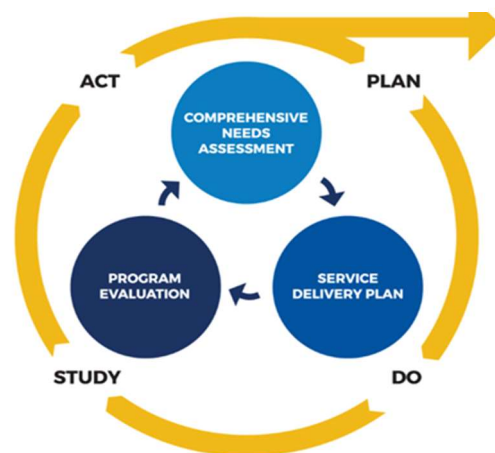 ACT
PLAN
COMPREHENSIVE
NEEDS
ASSESSMENT
PROGRAM
EVALUATION
SERVICE
DELIVERY PLAN
STUDY
DO